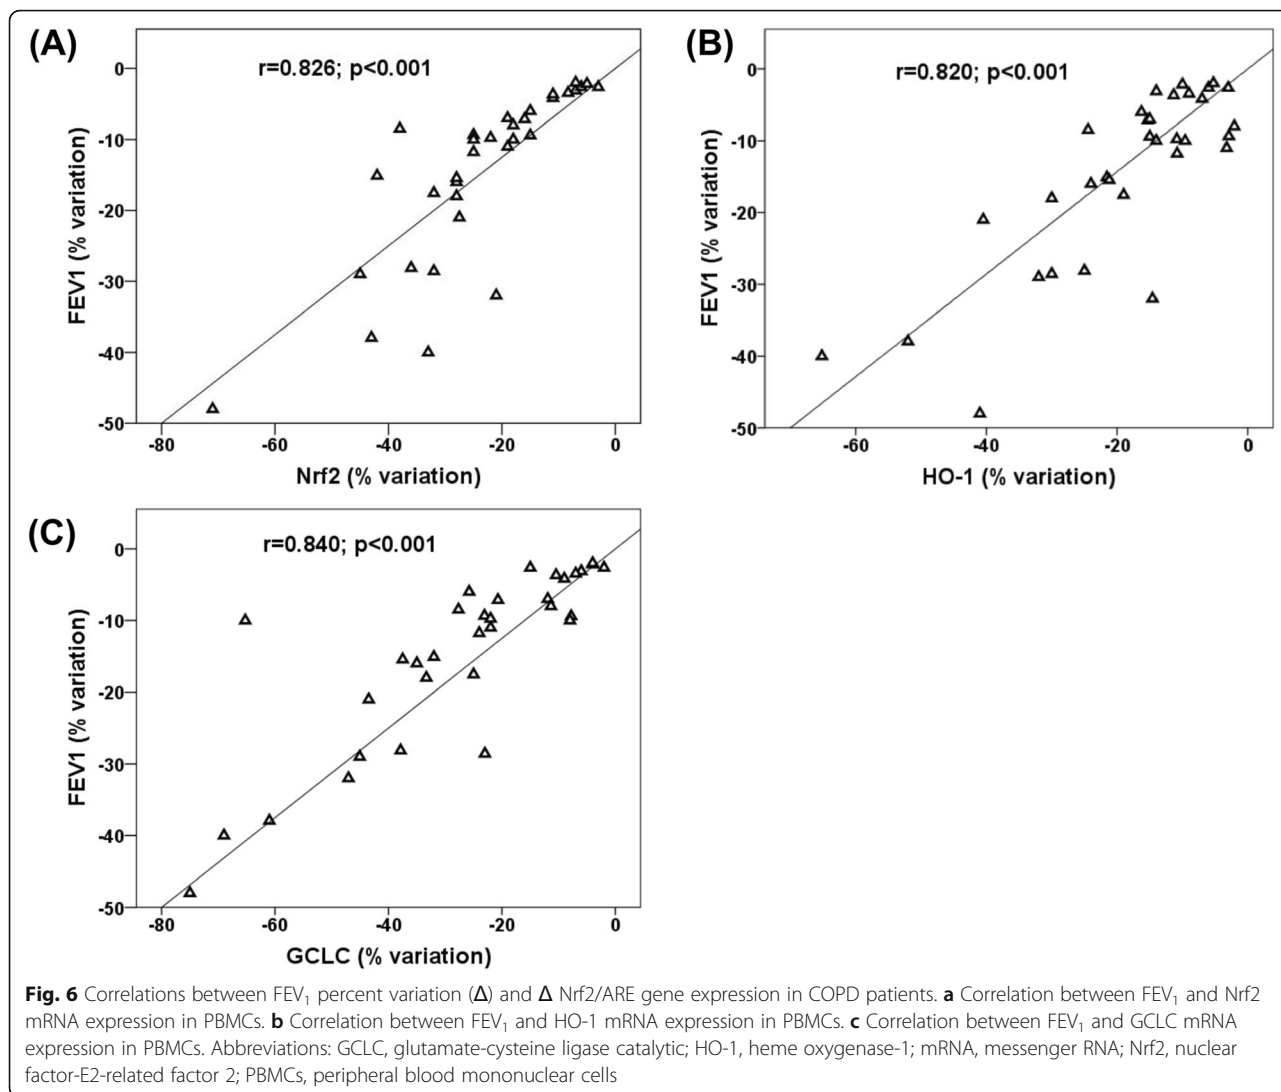 (A)
r=0.826; p<0.001
FEV1 (% variation)
0
-10
-20
-30
-40
-50
-80
-60
-40
-20
0
Nrf2 (% variation)
(B)
r=0.820; p<0.001
FEV1 (% variation)
0
-10
-20
-30
-40
-50
-60
-40
-20
0
HO-1 (% variation)
(C)
r=0.840; p<0.001
FEV1 (% variation)
0
-10
-20
-30
-40
-50
-80
-60
-40
-20
0
GCLC (% variation)
Fig. 6 Correlations between FEV₁ percent variation (Δ) and Δ Nrf2/ARE gene expression in COPD patients. a Correlation between FEV₁ and Nrf2
mRNA expression in PBMCs. b Correlation between FEV₁ and HO-1 mRNA expression in PBMCs. c Correlation between FEV₁ and GCLC mRNA
expression in PBMCs. Abbreviations: GCLC, glutamate-cysteine ligase catalytic; HO-1, heme oxygenase-1; mRNA, messenger RNA; Nrf2, nuclear
factor-E2-related factor 2; PBMCs, peripheral blood mononuclear cells